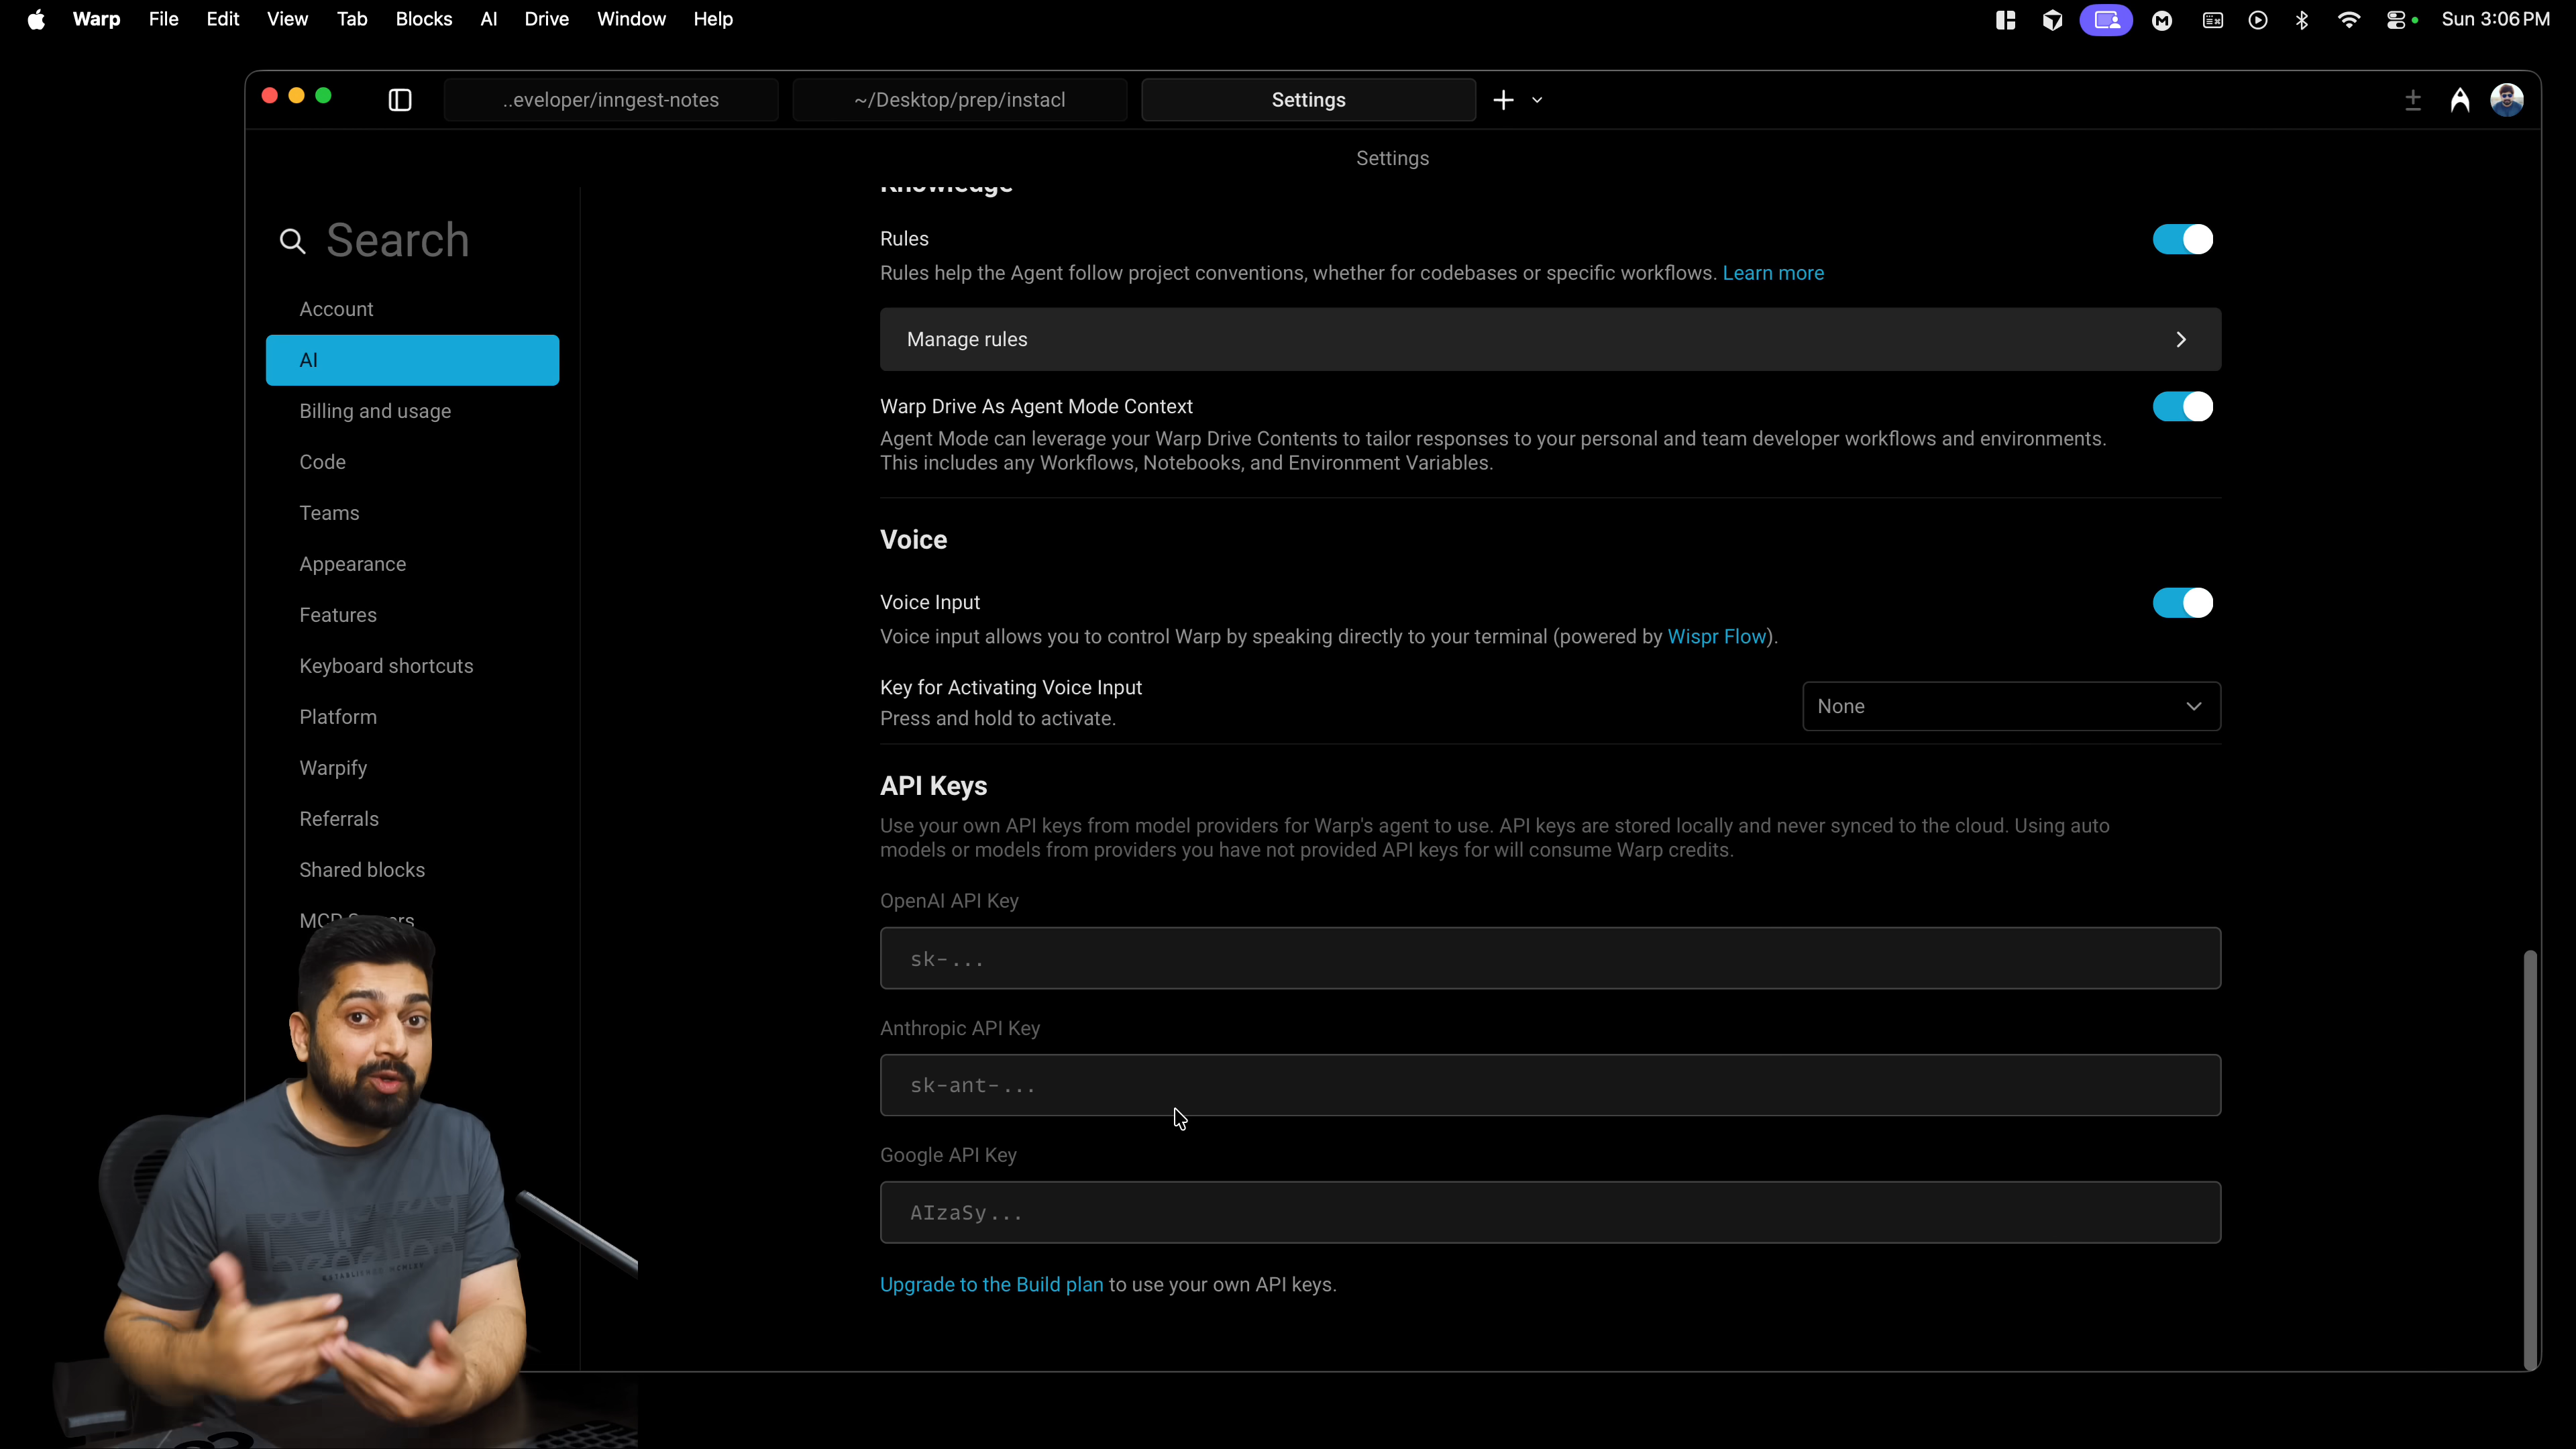 Warp File Edit View Tab Blocks AI Drive Window Help
Sun 3:06 PM
..eveloper/inngest-notes
~/Desktop/prep/instacl
Settings
Settings
Search
Account
AI
Billing and usage
Code
Teams
Appearance
Features
Keyboard shortcuts
Platform
Warpify
Referrals
Shared blocks
Knowledge
Rules
Rules help the Agent follow project conventions, whether for codebases or specific workflows. Learn more
Manage rules
Warp Drive As Agent Mode Context
Agent Mode can leverage your Warp Drive Contents to tailor responses to your personal and team developer workflows and environments.
This includes any Workflows, Notebooks, and Environment Variables.
Voice
Voice Input
Voice input allows you to control Warp by speaking directly to your terminal (powered by Wispr Flow).
Key for Activating Voice Input
Press and hold to activate.
None
API Keys
Use your own API keys from model providers for Warp's agent to use. API keys are stored locally and never synced to the cloud. Using auto
models or models from providers you have not provided API keys for will consume Warp credits.
OpenAI API Key
sk-...
Anthropic API Key
sk-ant-...
Google API Key
AIzaSy...
Upgrade to the Build plan to use your own API keys.